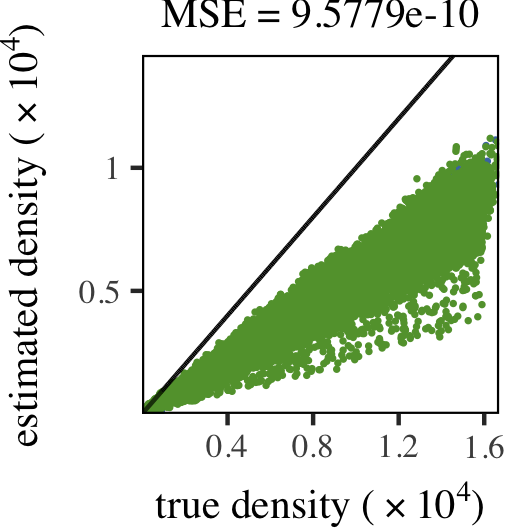 MSE = 9.5779e-10
estimated density ( × 10⁴)
1
0.5
0.4 0.8 1.2 1.6
true density ( × 10⁴)